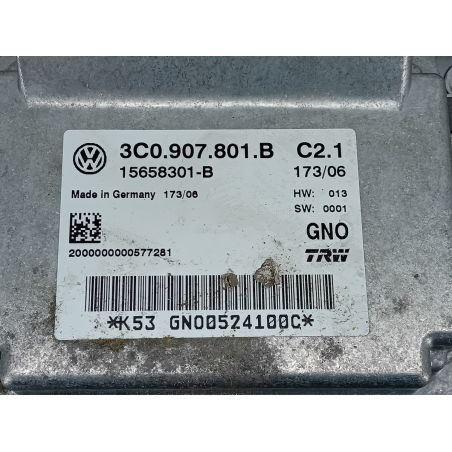 3C0.907.801.B C2.1
15658301-B 173/06
Made in Germany 173/06 HW: 013
SW: 0001
GNO
2000000000577281 TRW
*K53 GNO0524100C*